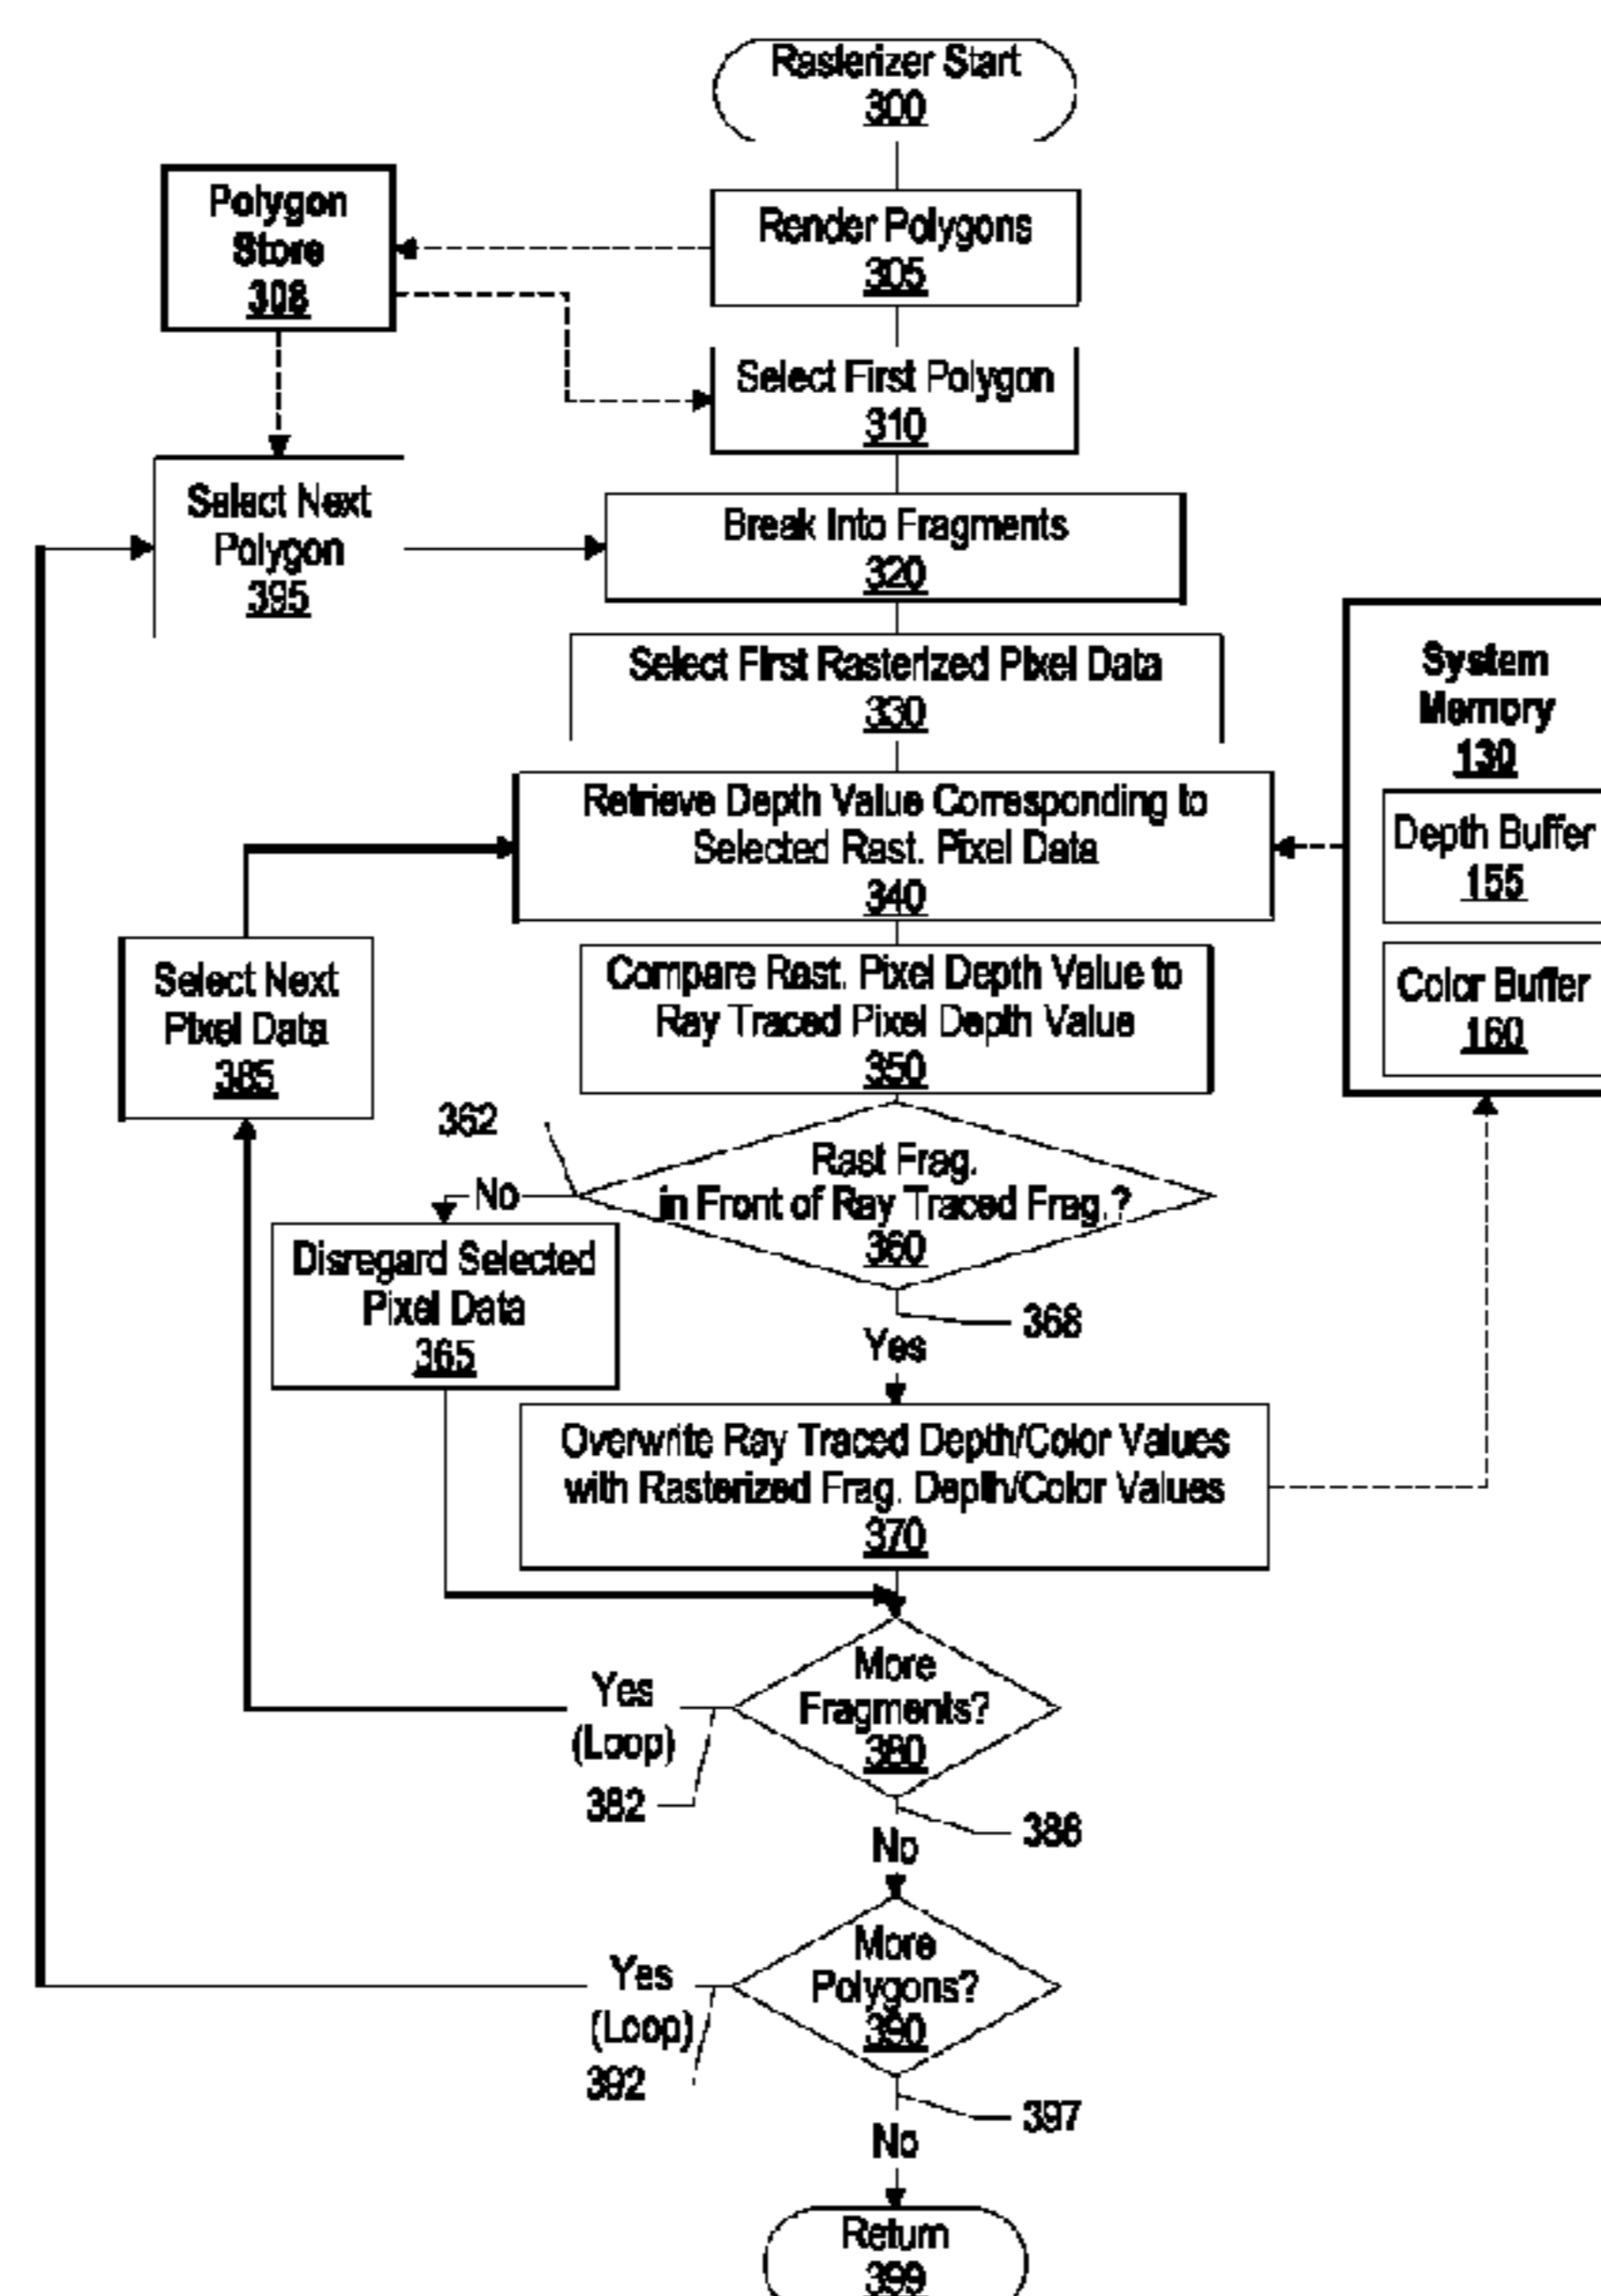 Rasterizer Start
300
Polygon
Store
308
Render Polygons
305
Select First Polygon
310
Select Next
Polygon
395
Break Into Fragments
320
Select First Rasterized Pixel Data
330
System
Memory
130
Depth Buffer
155
Color Buffer
160
Retrieve Depth Value Corresponding to
Selected Rast. Pixel Data
340
Select Next
Pixel Data
385
Compare Rast. Pixel Depth Value to
Ray Traced Pixel Depth Value
350
362
No
Rast Frag.
in Front of Ray Traced Frag.?
360
Disregard Selected
Pixel Data
365
368
Yes
Overwrite Ray Traced Depth/Color Values
with Rasterized Frag. Depth/Color Values
370
More
Fragments?
380
Yes
(Loop)
382
388
No
More
Polygons?
390
Yes
(Loop)
392
397
No
Return
399